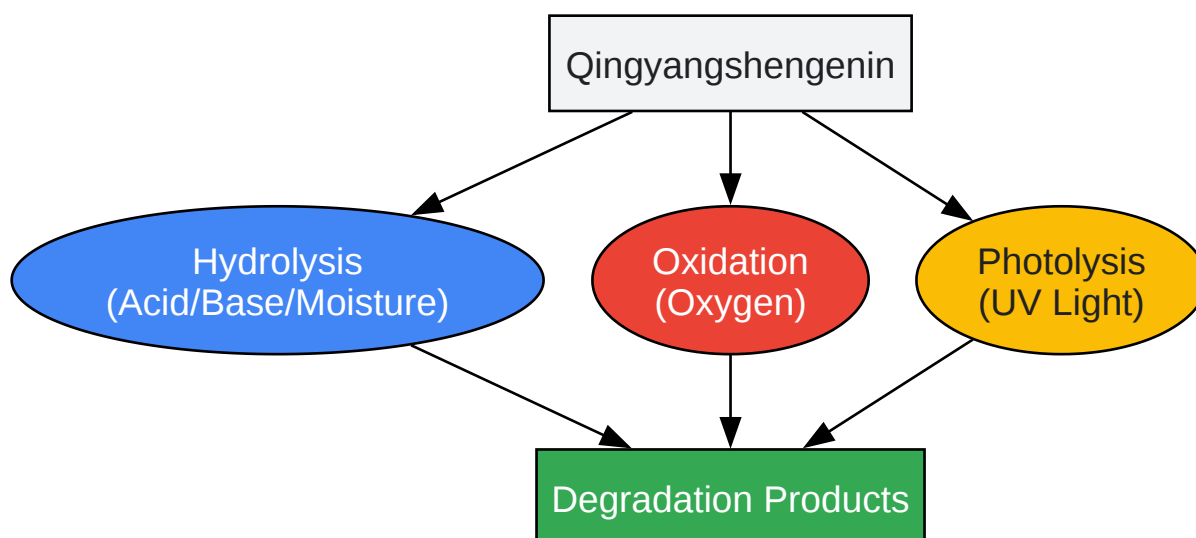 Qingyangshengenin
Hydrolysis
(Acid/Base/Moisture)
Oxidation
(Oxygen)
Photolysis
(UV Light)
Degradation Products